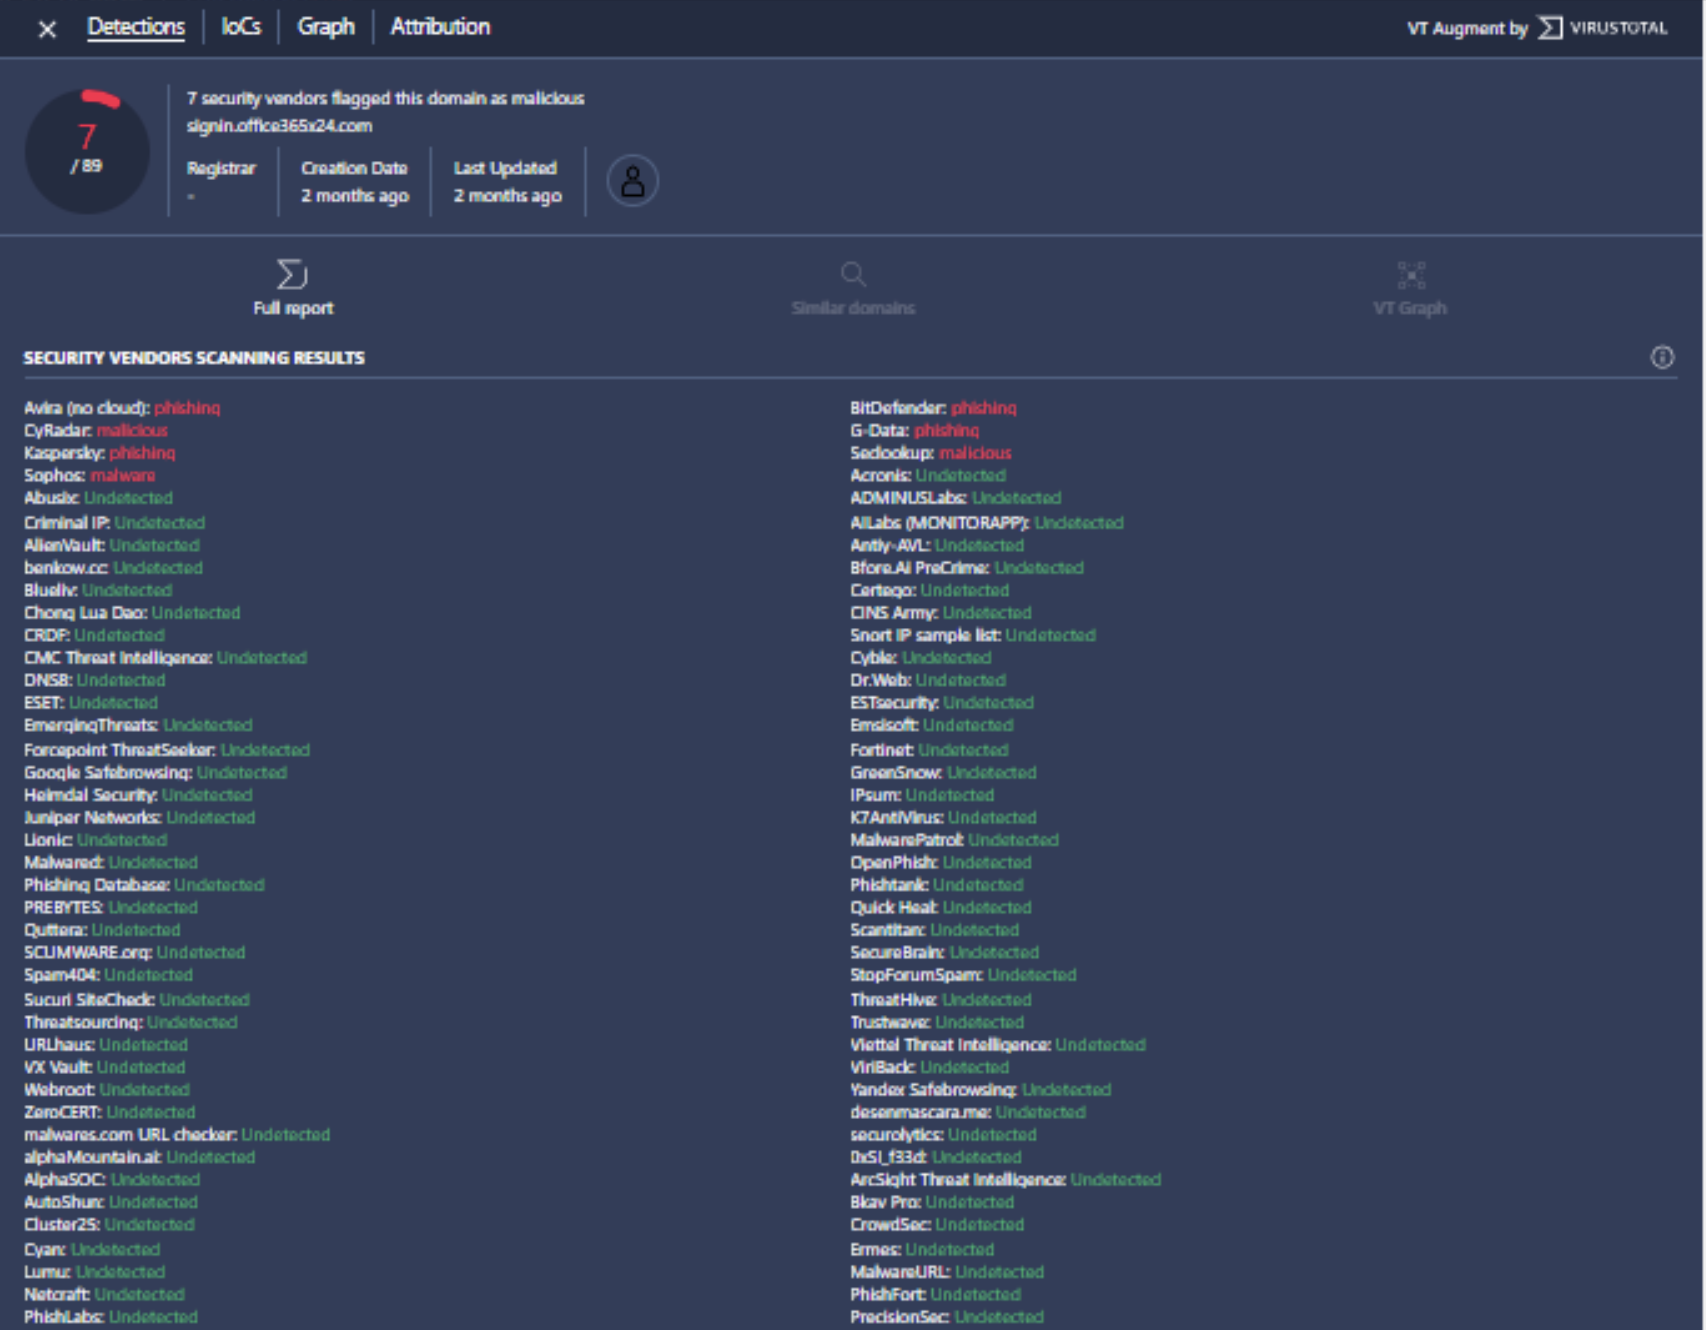 Detections IoCs Graph Attribution VT Augment by VIRUSTOTAL
7 security vendors flagged this domain as malicious
signin.office365x24.com
7
/ 89
Registrar Creation Date Last Updated
- 2 months ago 2 months ago
Full report Similar domains VT Graph
SECURITY VENDORS SCANNING RESULTS
Avira (no cloud): phishing BitDefender: phishing
CyRadar: malicious G-Data: phishing
Kaspersky: phishing Seclookup: malicious
Sophos: malware Acronis: Undetected
Abusix: Undetected ADMINUSLabs: Undetected
Criminal IP: Undetected AILabs (MONITORAPP): Undetected
AlienVault: Undetected Antiy-AVL: Undetected
benkow.cc: Undetected Bfore.Ai PreCrime: Undetected
Blueliv: Undetected Certego: Undetected
Chong Lua Dao: Undetected CINS Army: Undetected
CRDF: Undetected Snort IP sample list: Undetected
CMC Threat Intelligence: Undetected Cyble: Undetected
DNS8: Undetected Dr.Web: Undetected
ESET: Undetected ESTsecurity: Undetected
EmergingThreats: Undetected Emsisoft: Undetected
Forcepoint ThreatSeeker: Undetected Fortinet: Undetected
Google Safebrowsing: Undetected GreenSnow: Undetected
Heimdal Security: Undetected IPsum: Undetected
Juniper Networks: Undetected K7AntiVirus: Undetected
Lionic: Undetected MalwarePatrol: Undetected
Malwared: Undetected OpenPhish: Undetected
Phishing Database: Undetected Phishtank: Undetected
PREBYTES: Undetected Quick Heal: Undetected
Quttera: Undetected Scantitan: Undetected
SCUMWARE.org: Undetected SecureBrain: Undetected
Spam404: Undetected StopForumSpam: Undetected
Sucuri SiteCheck: Undetected ThreatHive: Undetected
Threatsourcing: Undetected Trustwave: Undetected
URLhaus: Undetected Viettel Threat Intelligence: Undetected
VX Vault: Undetected ViriBack: Undetected
Webroot: Undetected Yandex Safebrowsing: Undetected
ZeroCERT: Undetected desenmascara.me: Undetected
malwares.com URL checker: Undetected securolytics: Undetected
alphaMountain.ai: Undetected 0xSI_f33d: Undetected
AlphaSOC: Undetected ArcSight Threat Intelligence: Undetected
AutoShun: Undetected Bkav Pro: Undetected
Cluster25: Undetected CrowdSec: Undetected
Cyan: Undetected Ermes: Undetected
Lumu: Undetected MalwareURL: Undetected
Netcraft: Undetected PhishFort: Undetected
PhishLabs: Undetected PrecisionSec: Undetected